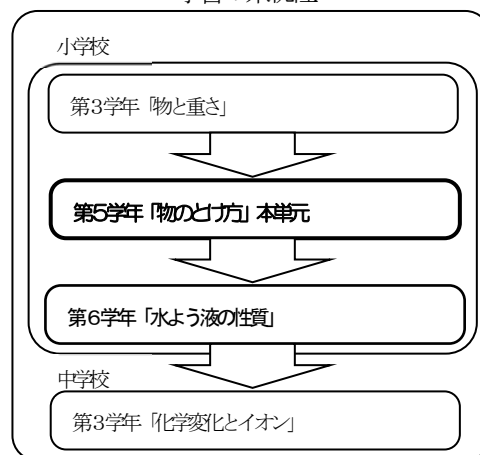 小学校
第3学年「物と重さ」
第5学年「物のとけ方」本単元
第6学年「水よう液の性質」
中学校
第3学年「化学変化とイオン」